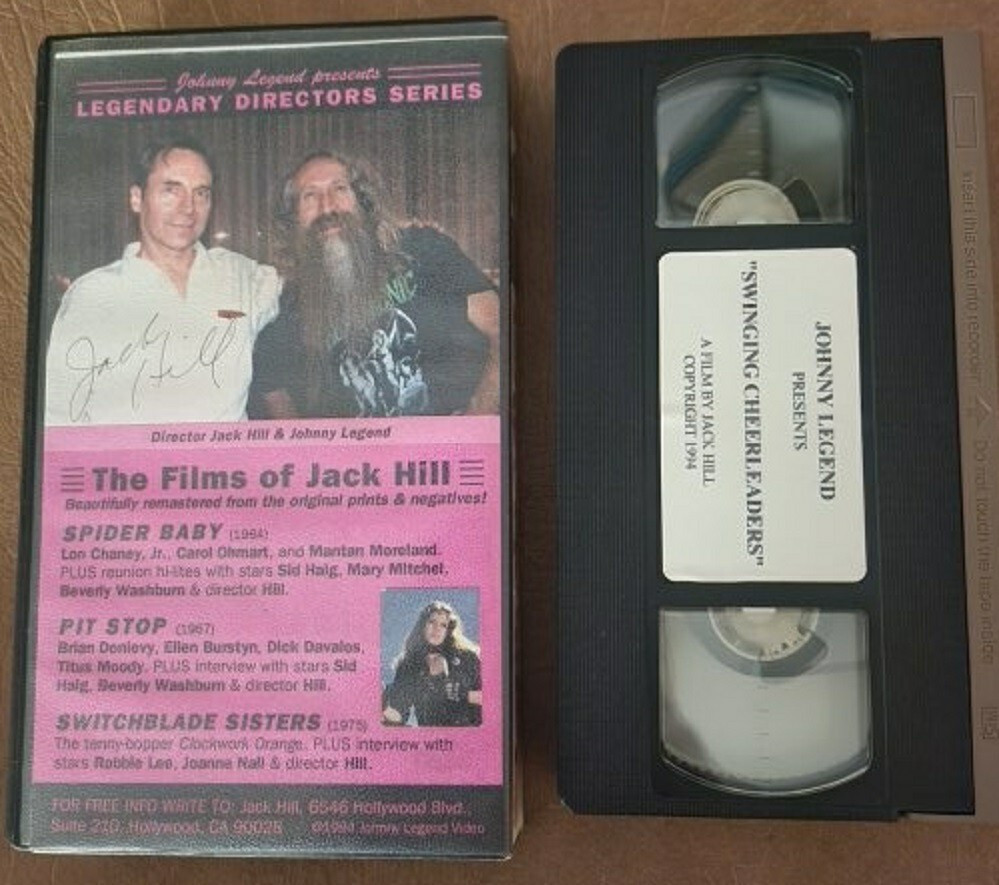 Johnny Legend presents
LEGENDARY DIRECTORS SERIES
Jack Hill
Director Jack Hill & Johnny Legend
The Films of Jack Hill
Beautifully remastered from the original prints & negatives!
SPIDER BABY (1964)
Lon Chaney, Jr., Carol Ohmart, and Mantan Moreland.
PLUS reunion hi-lites with stars Sid Haig, Mary Mitchel,
Beverly Washburn & director Hill.
PIT STOP (1967)
Brian Donlevy, Ellen Burstyn, Dick Davalos,
Titus Moody. PLUS interview with stars Sid
Haig, Beverly Washburn & director Hill.
SWITCHBLADE SISTERS (1975)
The tenny-bopper Clockwork Orange. PLUS interview with
stars Robbie Lee, Joanne Nail & director Hill.
FOR FREE INFO WRITE TO: Jack Hill, 6546 Hollywood Blvd.,
Suite 210, Hollywood, CA 90028 ©1994 Johnny Legend Video
JOHNNY LEGEND
PRESENTS
"SWINGING CHEERLEADERS"
A FILM BY JACK HILL
COPYRIGHT 1994
Insert this side into recorder
Do not touch the tape inside